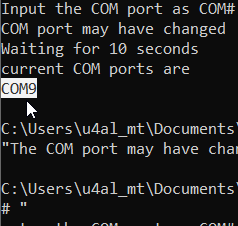 Input the COM port as COM#
COM port may have changed
Waiting for 10 seconds
current COM ports are
COM9
C:\Users\u4al_mt\Documents\
"The COM port may have chan
C:\Users\u4al_mt\Documents\
# "